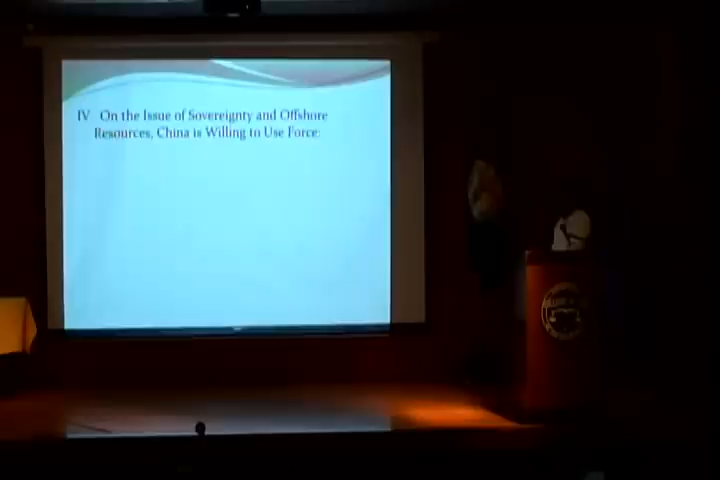 IV On the Issue of Sovereignty and Offshore
Resources, China is Willing to Use Force: